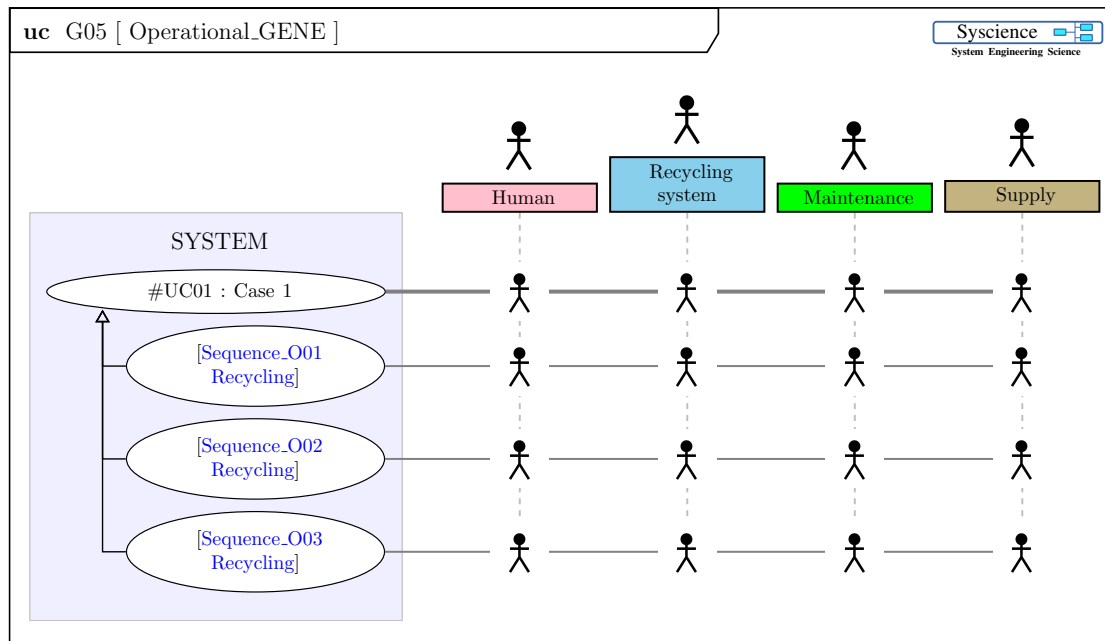 uc G05 [ Operational_GENE ]
Syscience
System Engineering Science
Human
Recycling
system
Maintenance
Supply
SYSTEM
#UC01 : Case 1
[Sequence_O01
Recycling]
[Sequence_O02
Recycling]
[Sequence_O03
Recycling]